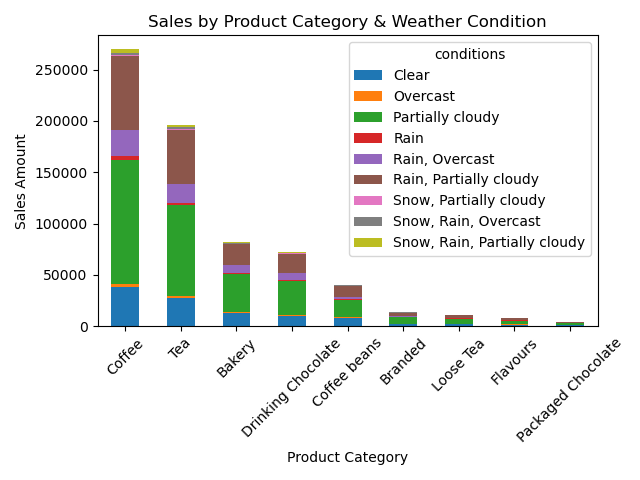 Sales by Product Category & Weather Condition
conditions
Clear
Overcast
Partially cloudy
Rain
Rain, Overcast
Rain, Partially cloudy
Snow, Partially cloudy
Snow, Rain, Overcast
Snow, Rain, Partially cloudy
Sales Amount
250000
200000
150000
100000
50000
0
Coffee
Tea
Bakery
Drinking Chocolate
Coffee beans
Branded
Loose Tea
Flavours
Packaged Chocolate
Product Category